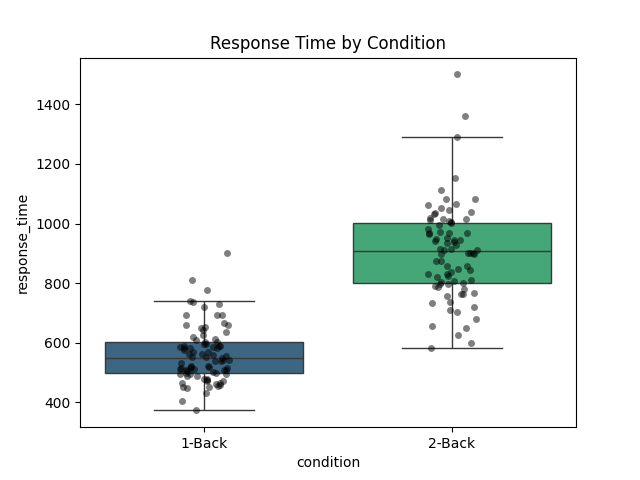 Response Time by Condition
1400
1200
1000
800
600
400
response_time
1-Back
2-Back
condition